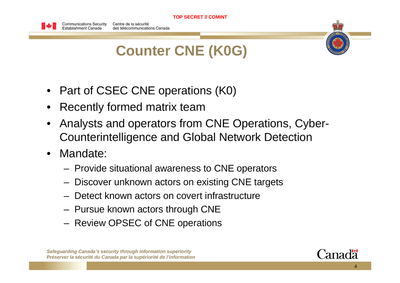 TOP SECRET // COMINT
Communications Security Centre de la sécurité
Establishment Canada des télécommunications Canada
Counter CNE (K0G)
• Part of CSEC CNE operations (K0)
• Recently formed matrix team
• Analysts and operators from CNE Operations, Cyber-
Counterintelligence and Global Network Detection
• Mandate:
– Provide situational awareness to CNE operators
– Discover unknown actors on existing CNE targets
– Detect known actors on covert infrastructure
– Pursue known actors through CNE
– Review OPSEC of CNE operations
Safeguarding Canada's security through information superiority
Préserver la sécurité du Canada par la supériorité de l'information
Canada
4